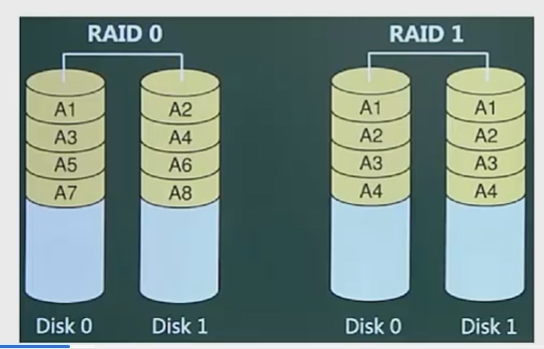 RAID 0
A1 A2
A3 A4
A5 A6
A7 A8
Disk 0 Disk 1
RAID 1
A1 A1
A2 A2
A3 A3
A4 A4
Disk 0 Disk 1